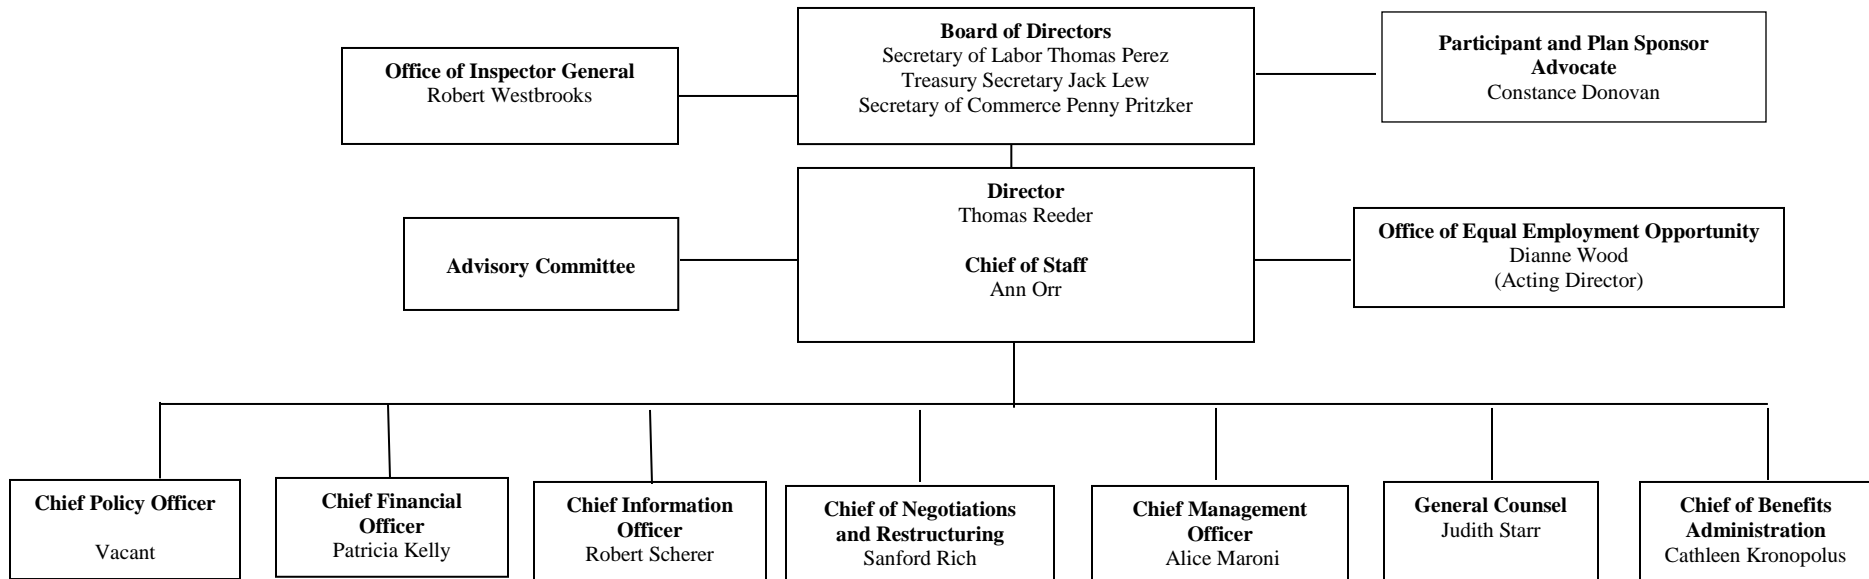 Board of Directors
Secretary of Labor Thomas Perez
Treasury Secretary Jack Lew
Secretary of Commerce Penny Pritzker
Office of Inspector General
Robert Westbrooks
Participant and Plan Sponsor
Advocate
Constance Donovan
Director
Thomas Reeder
Chief of Staff
Ann Orr
Advisory Committee
Office of Equal Employment Opportunity
Dianne Wood
(Acting Director)
Chief Policy Officer
Vacant
Chief Financial
Officer
Patricia Kelly
Chief Information
Officer
Robert Scherer
Chief of Negotiations
and Restructuring
Sanford Rich
Chief Management
Officer
Alice Maroni
General Counsel
Judith Starr
Chief of Benefits
Administration
Cathleen Kronopolus